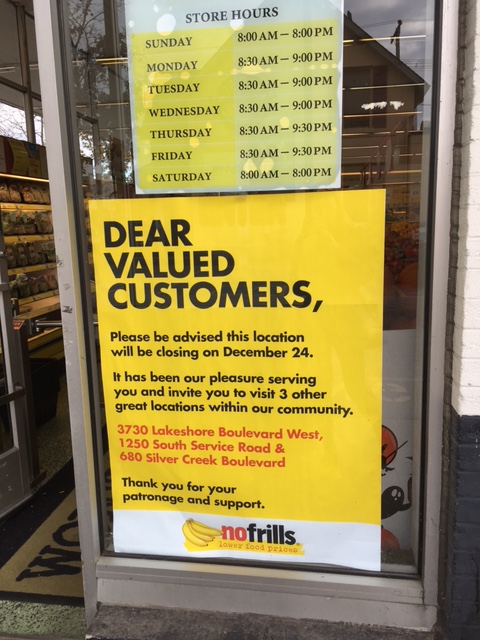 STORE HOURS
SUNDAY 8:00 AM — 8:00 PM
MONDAY 8:30 AM — 9:00 PM
TUESDAY 8:30 AM — 9:00 PM
WEDNESDAY 8:30 AM — 9:00 PM
THURSDAY 8:30 AM — 9:30 PM
FRIDAY 8:30 AM — 9:30 PM
SATURDAY 8:00 AM — 8:00 PM
DEAR
VALUED
CUSTOMERS,
Please be advised this location
will be closing on December 24.
It has been our pleasure serving
you and invite you to visit 3 other
great locations within our community.
3730 Lakeshore Boulevard West,
1250 South Service Road &
680 Silver Creek Boulevard
Thank you for your
patronage and support.
nofrills
lower food prices